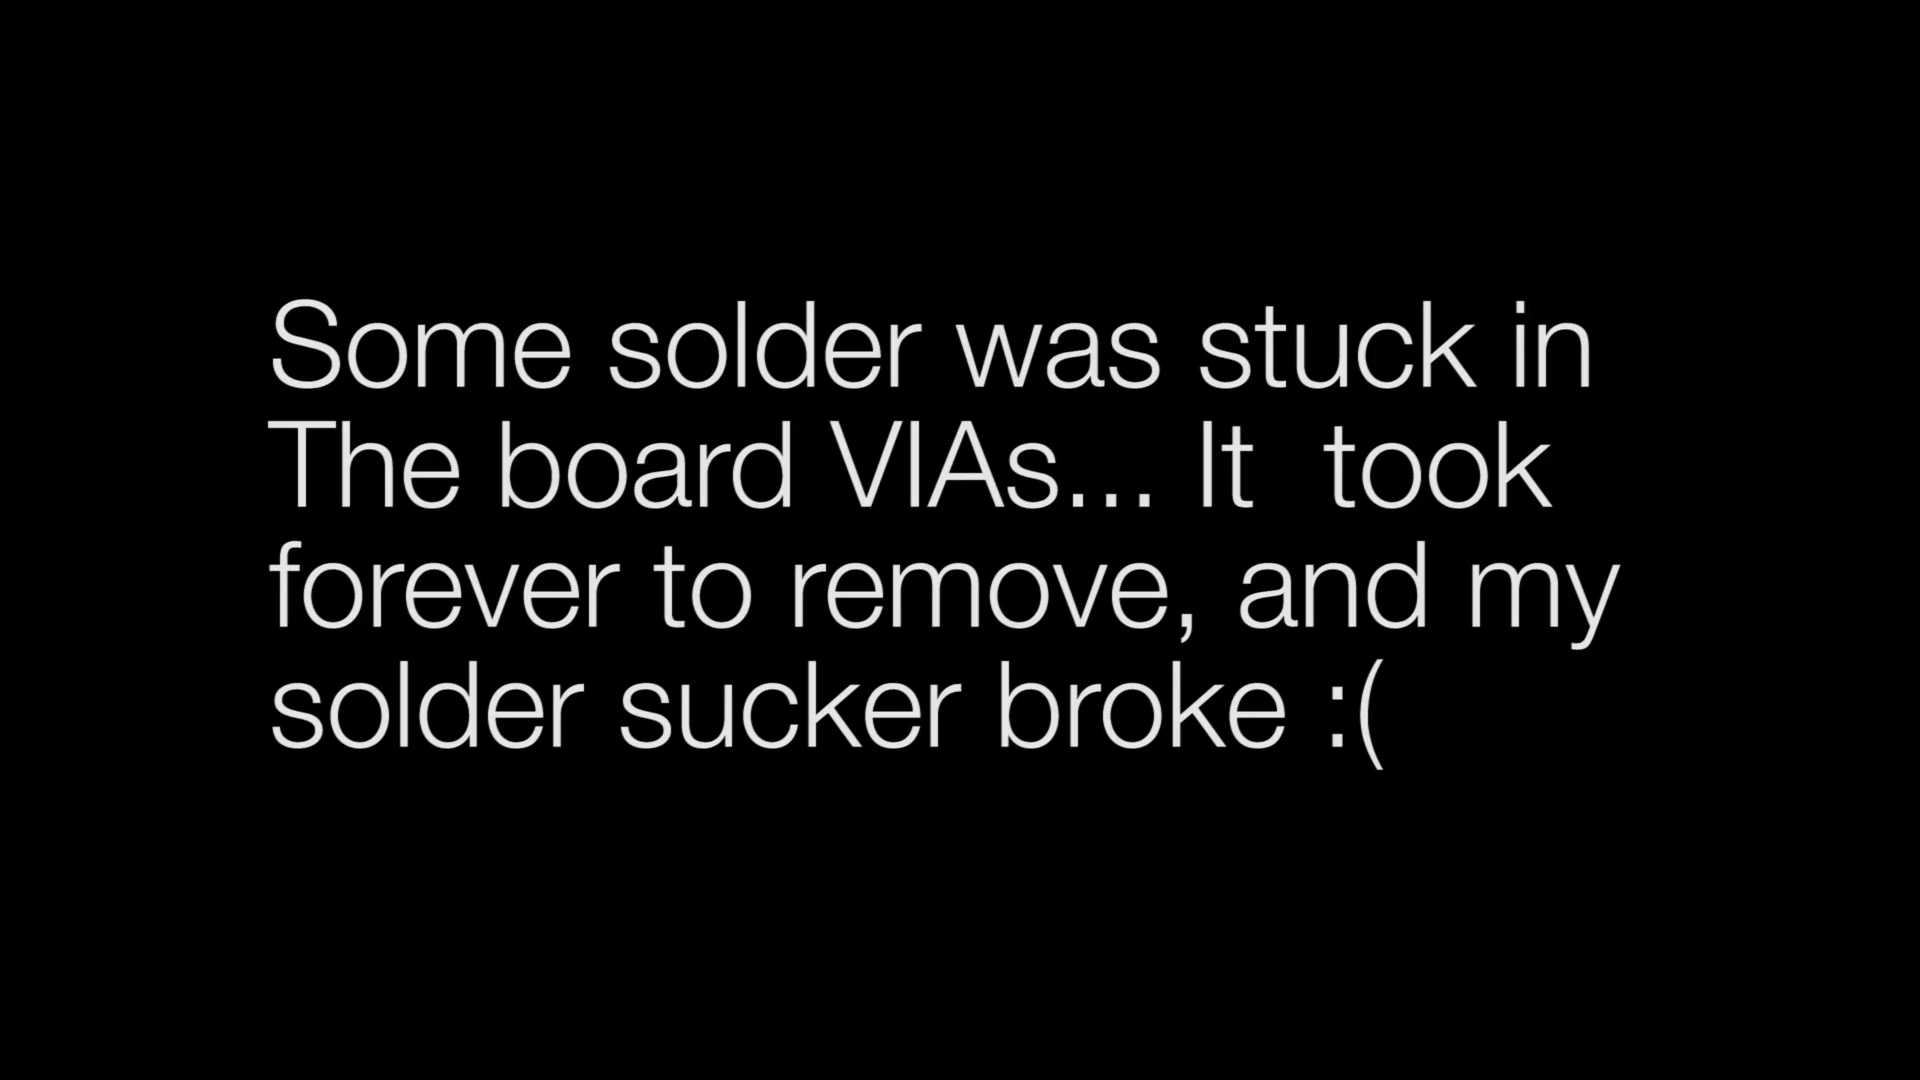 Some solder was stuck in
The board VIAs... It  took
forever to remove, and my
solder sucker broke :(